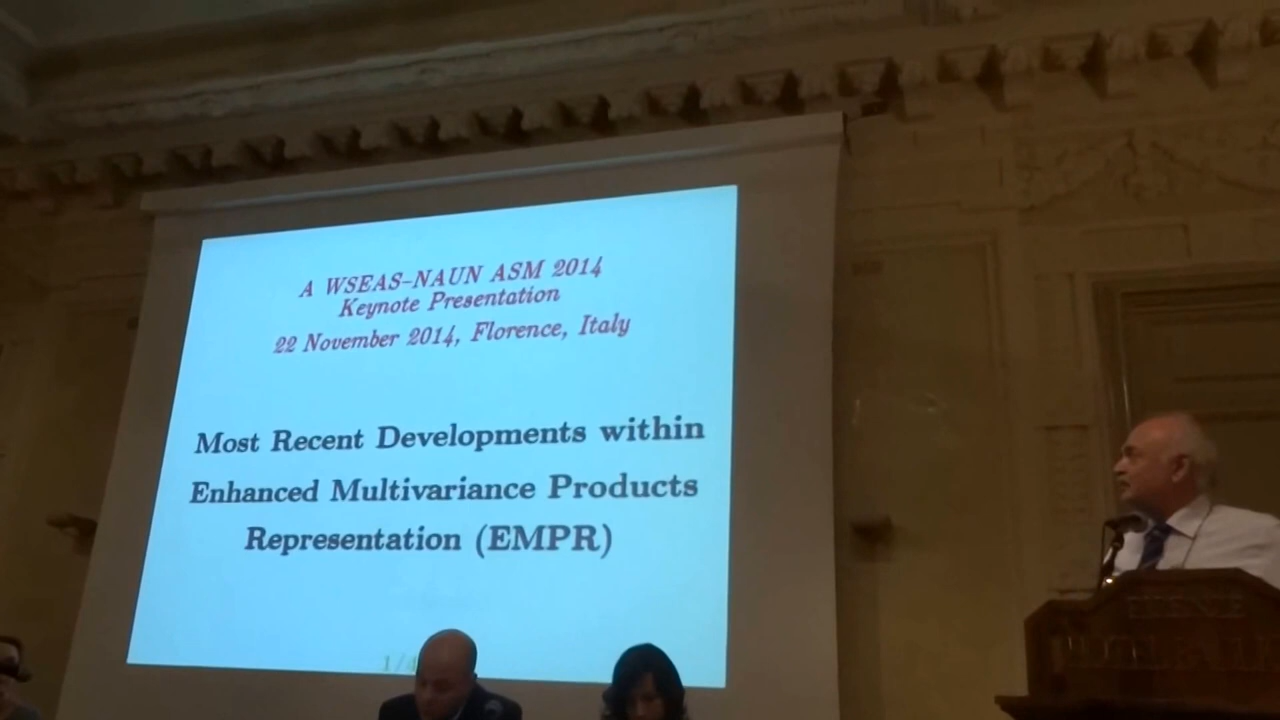 A WSEAS–NAUN ASM 2014
Keynote Presentation
22 November 2014, Florence, Italy
Most Recent Developments within
Enhanced Multivariance Products
Representation (EMPR)